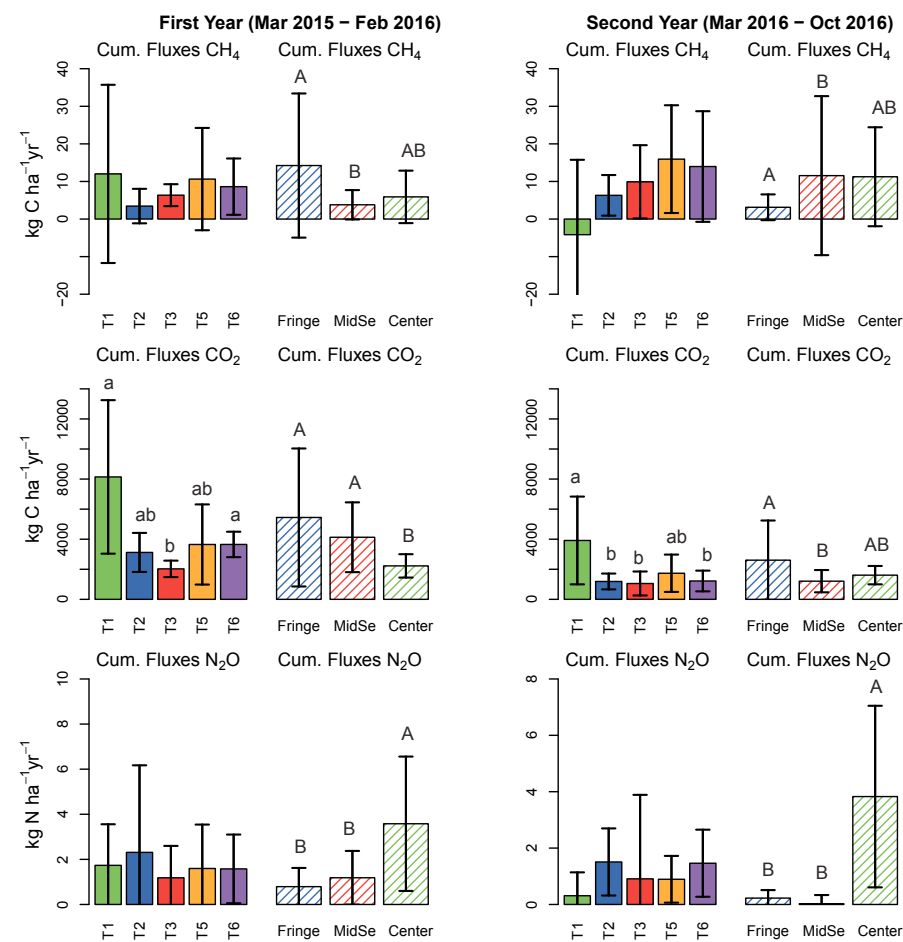 First Year (Mar 2015 − Feb 2016)
Second Year (Mar 2016 − Oct 2016)
Cum. Fluxes CH₄
Cum. Fluxes CH₄
Cum. Fluxes CH₄
Cum. Fluxes CH₄
kg C ha⁻¹yr⁻¹
40
30
20
10
0
−20
A
B
AB
T1
T2
T3
T5
T6
Fringe
MidSe
Center
40
30
20
10
0
−20
A
B
AB
T1
T2
T3
T5
T6
Fringe
MidSe
Center
Cum. Fluxes CO₂
Cum. Fluxes CO₂
Cum. Fluxes CO₂
Cum. Fluxes CO₂
kg C ha⁻¹yr⁻¹
12000
8000
4000
0
a
ab
b
ab
a
A
A
B
T1
T2
T3
T5
T6
Fringe
MidSe
Center
12000
8000
4000
0
a
b
b
ab
b
A
B
AB
T1
T2
T3
T5
T6
Fringe
MidSe
Center
Cum. Fluxes N₂O
Cum. Fluxes N₂O
Cum. Fluxes N₂O
Cum. Fluxes N₂O
kg N ha⁻¹yr⁻¹
10
8
6
4
2
0
B
B
A
T1
T2
T3
T5
T6
Fringe
MidSe
Center
8
6
4
2
0
B
B
A
T1
T2
T3
T5
T6
Fringe
MidSe
Center